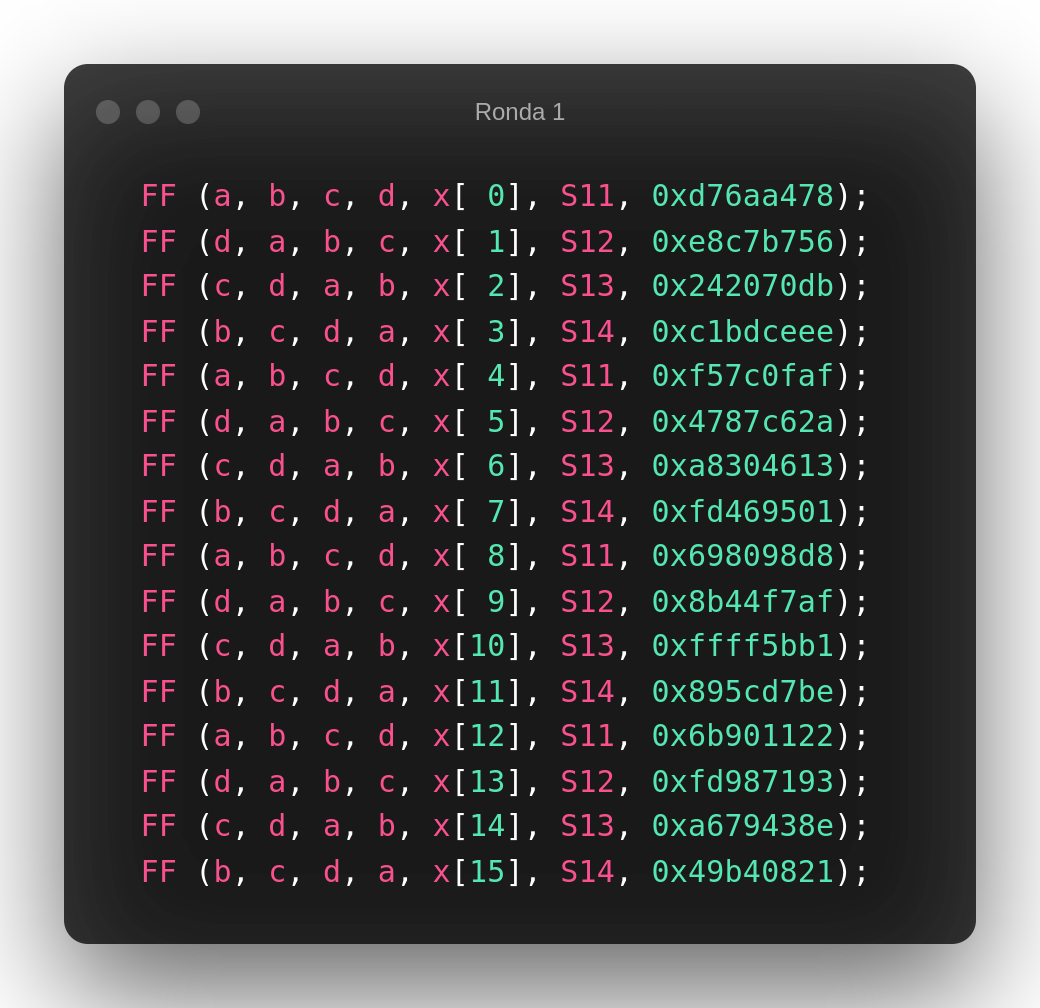 Ronda 1
FF (a, b, c, d, x[ 0], S11, 0xd76aa478);
FF (d, a, b, c, x[ 1], S12, 0xe8c7b756);
FF (c, d, a, b, x[ 2], S13, 0x242070db);
FF (b, c, d, a, x[ 3], S14, 0xc1bdceee);
FF (a, b, c, d, x[ 4], S11, 0xf57c0faf);
FF (d, a, b, c, x[ 5], S12, 0x4787c62a);
FF (c, d, a, b, x[ 6], S13, 0xa8304613);
FF (b, c, d, a, x[ 7], S14, 0xfd469501);
FF (a, b, c, d, x[ 8], S11, 0x698098d8);
FF (d, a, b, c, x[ 9], S12, 0x8b44f7af);
FF (c, d, a, b, x[10], S13, 0xffff5bb1);
FF (b, c, d, a, x[11], S14, 0x895cd7be);
FF (a, b, c, d, x[12], S11, 0x6b901122);
FF (d, a, b, c, x[13], S12, 0xfd987193);
FF (c, d, a, b, x[14], S13, 0xa679438e);
FF (b, c, d, a, x[15], S14, 0x49b40821);